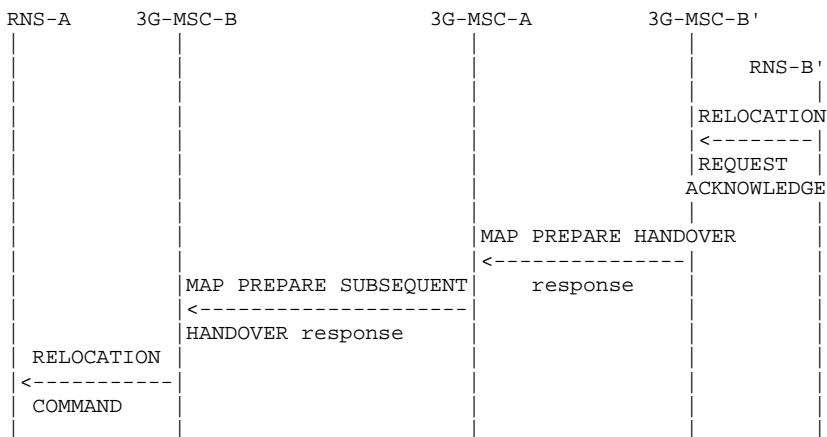 RNS-A 3G-MSC-B 3G-MSC-A 3G-MSC-B'
RNS-B'
RELOCATION
REQUEST
ACKNOWLEDGE
MAP PREPARE HANDOVER
response
MAP PREPARE SUBSEQUENT
HANDOVER response
RELOCATION
COMMAND